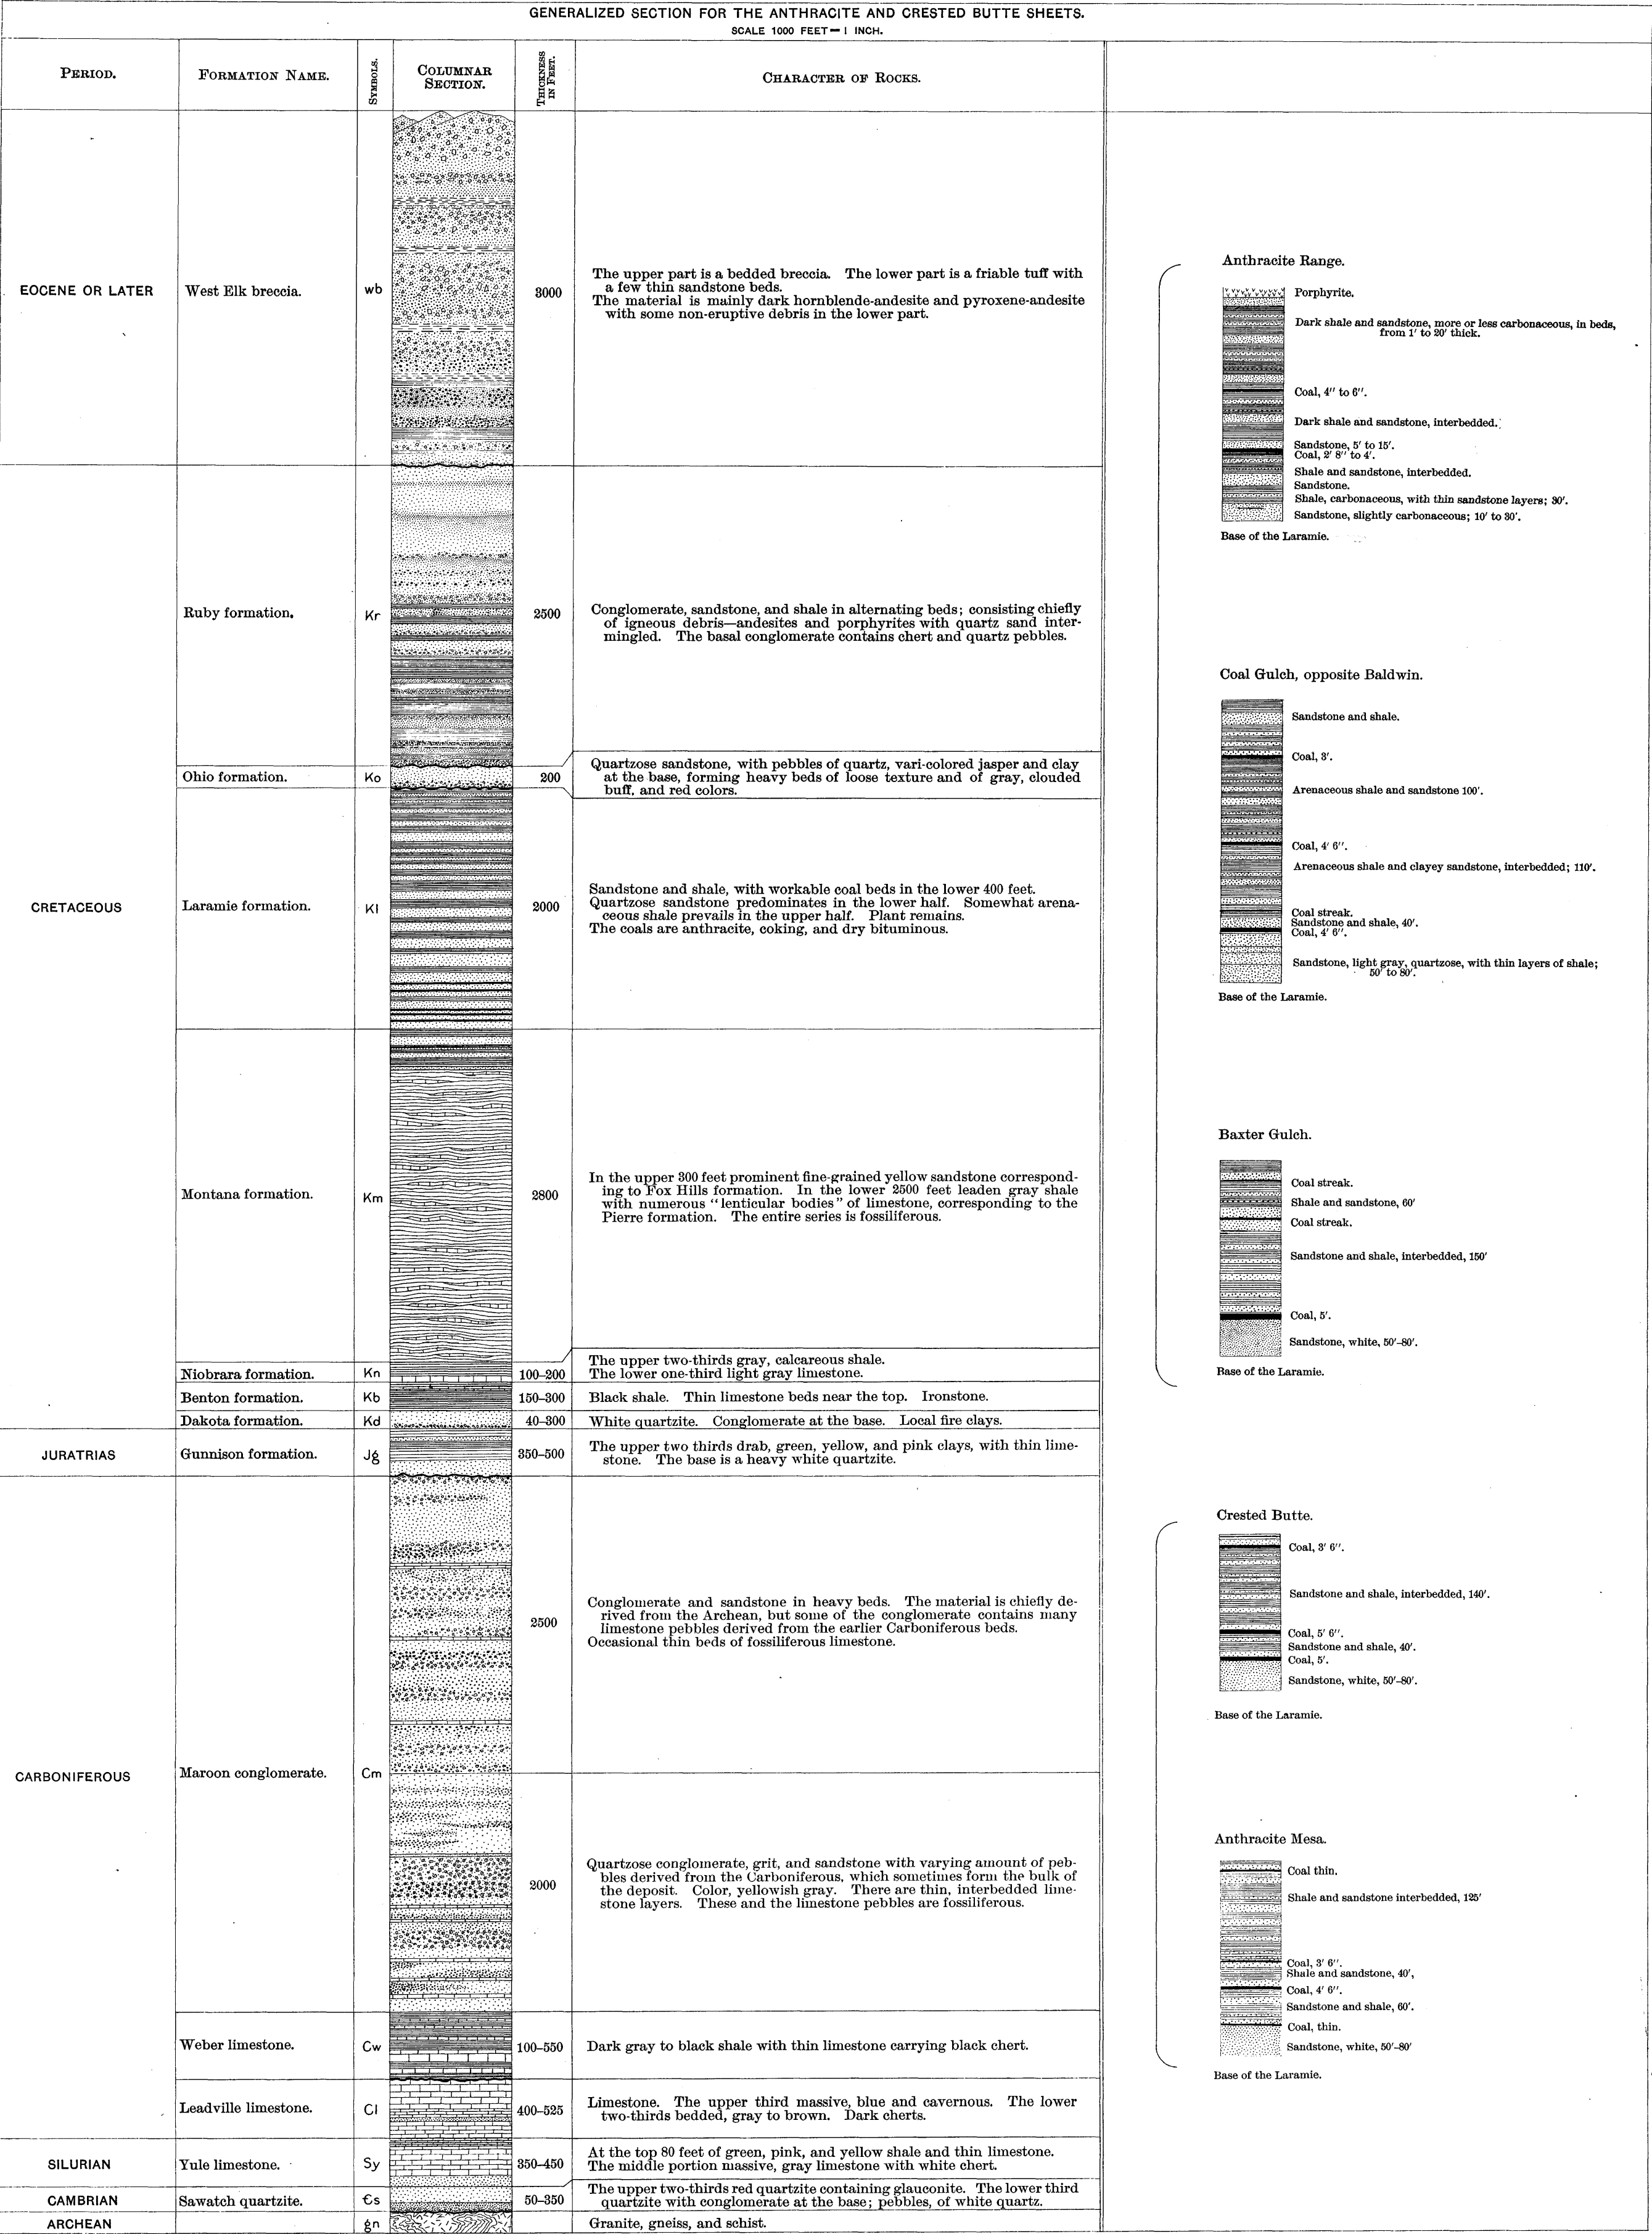 GENERALIZED SECTION FOR THE ANTHRACITE AND CRESTED BUTTE SHEETS.
SCALE 1000 FEET = 1 INCH.
PERIOD.
FORMATION NAME.
SYMBOLS.
COLUMNAR
SECTION.
THICKNESS
IN FEET.
CHARACTER OF ROCKS.
EOCENE OR LATER
West Elk breccia.
wb
3000
The upper part is a bedded breccia. The lower part is a friable tuff with
a few thin sandstone beds.
The material is mainly dark hornblende-andesite and pyroxene-andesite
with some non-eruptive debris in the lower part.
CRETACEOUS
Ruby formation.
Kr
2500
Conglomerate, sandstone, and shale in alternating beds; consisting chiefly
of igneous debris—andesites and porphyrites with quartz sand inter-
mingled. The basal conglomerate contains chert and quartz pebbles.
Ohio formation.
Ko
200
Quartzose sandstone, with pebbles of quartz, vari-colored jasper and clay
at the base, forming heavy beds of loose texture and of gray, clouded
buff, and red colors.
Laramie formation.
Kl
2000
Sandstone and shale, with workable coal beds in the lower 400 feet.
Quartzose sandstone predominates in the lower half. Somewhat arena-
ceous shale prevails in the upper half. Plant remains.
The coals are anthracite, coking, and dry bituminous.
Montana formation.
Km
2800
In the upper 300 feet prominent fine-grained yellow sandstone correspond-
ing to Fox Hills formation. In the lower 2500 feet leaden gray shale
with numerous "lenticular bodies" of limestone, corresponding to the
Pierre formation. The entire series is fossiliferous.
Niobrara formation.
Kn
100–200
The upper two-thirds gray, calcareous shale.
The lower one-third light gray limestone.
Benton formation.
Kb
150–300
Black shale. Thin limestone beds near the top. Ironstone.
Dakota formation.
Kd
40–300
White quartzite. Conglomerate at the base. Local fire clays.
JURATRIAS
Gunnison formation.
Jg
350–500
The upper two thirds drab, green, yellow, and pink clays, with thin lime-
stone. The base is a heavy white quartzite.
CARBONIFEROUS
Maroon conglomerate.
Cm
2500
Conglomerate and sandstone in heavy beds. The material is chiefly de-
rived from the Archean, but some of the conglomerate contains many
limestone pebbles derived from the earlier Carboniferous beds.
Occasional thin beds of fossiliferous limestone.
2000
Quartzose conglomerate, grit, and sandstone with varying amount of peb-
bles derived from the Carboniferous, which sometimes form the bulk of
the deposit. Color, yellowish gray. There are thin, interbedded lime-
stone layers. These and the limestone pebbles are fossiliferous.
Weber limestone.
Cw
100–550
Dark gray to black shale with thin limestone carrying black chert.
Leadville limestone.
Cl
400–525
Limestone. The upper third massive, blue and cavernous. The lower
two-thirds bedded, gray to brown. Dark cherts.
SILURIAN
Yule limestone.
Sy
350–450
At the top 80 feet of green, pink, and yellow shale and thin limestone.
The middle portion massive, gray limestone with white chert.
CAMBRIAN
Sawatch quartzite.
Єs
50–350
The upper two-thirds red quartzite containing glauconite. The lower third
quartzite with conglomerate at the base; pebbles, of white quartz.
ARCHEAN
gn
Granite, gneiss, and schist.
Anthracite Range.
Porphyrite.
Dark shale and sandstone, more or less carbonaceous, in beds,
from 1' to 20' thick.
Coal, 4" to 6".
Dark shale and sandstone, interbedded.
Sandstone, 5' to 15'.
Coal, 2' 8" to 4'.
Shale and sandstone, interbedded.
Sandstone.
Shale, carbonaceous, with thin sandstone layers; 30'.
Sandstone, slightly carbonaceous; 10' to 30'.
Base of the Laramie.
Coal Gulch, opposite Baldwin.
Sandstone and shale.
Coal, 3'.
Arenaceous shale and sandstone 100'.
Coal, 4' 6".
Arenaceous shale and clayey sandstone, interbedded; 110'.
Coal streak.
Sandstone and shale, 40'.
Coal, 4' 6".
Sandstone, light gray, quartzose, with thin layers of shale;
50' to 80'.
Base of the Laramie.
Baxter Gulch.
Coal streak.
Shale and sandstone, 60'
Coal streak.
Sandstone and shale, interbedded, 150'
Coal, 5'.
Sandstone, white, 50'–80'.
Base of the Laramie.
Crested Butte.
Coal, 3' 6".
Sandstone and shale, interbedded, 140'.
Coal, 5' 6".
Sandstone and shale, 40'.
Coal, 5'.
Sandstone, white, 50'–80'.
Base of the Laramie.
Anthracite Mesa.
Coal thin.
Shale and sandstone interbedded, 125'
Coal, 3' 6".
Shale and sandstone, 40',
Coal, 4' 6".
Sandstone and shale, 60'.
Coal, thin.
Sandstone, white, 50'–80'
Base of the Laramie.